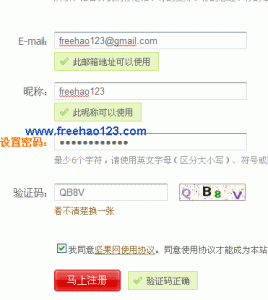 E-mail: freehao123@gmail.com
此邮箱地址可以使用
昵称: freehao123
此昵称可以使用
www.freehao123.com
设置密码: ●●●●●●●●●●●●
最少6个字符，请使用英文字母（区分大小写）、符号或
验证码: QB8V Q B 8 V
看不清楚换一张
我同意坚果网使用协议。同意使用协议才能成为本站
马上注册 验证码正确